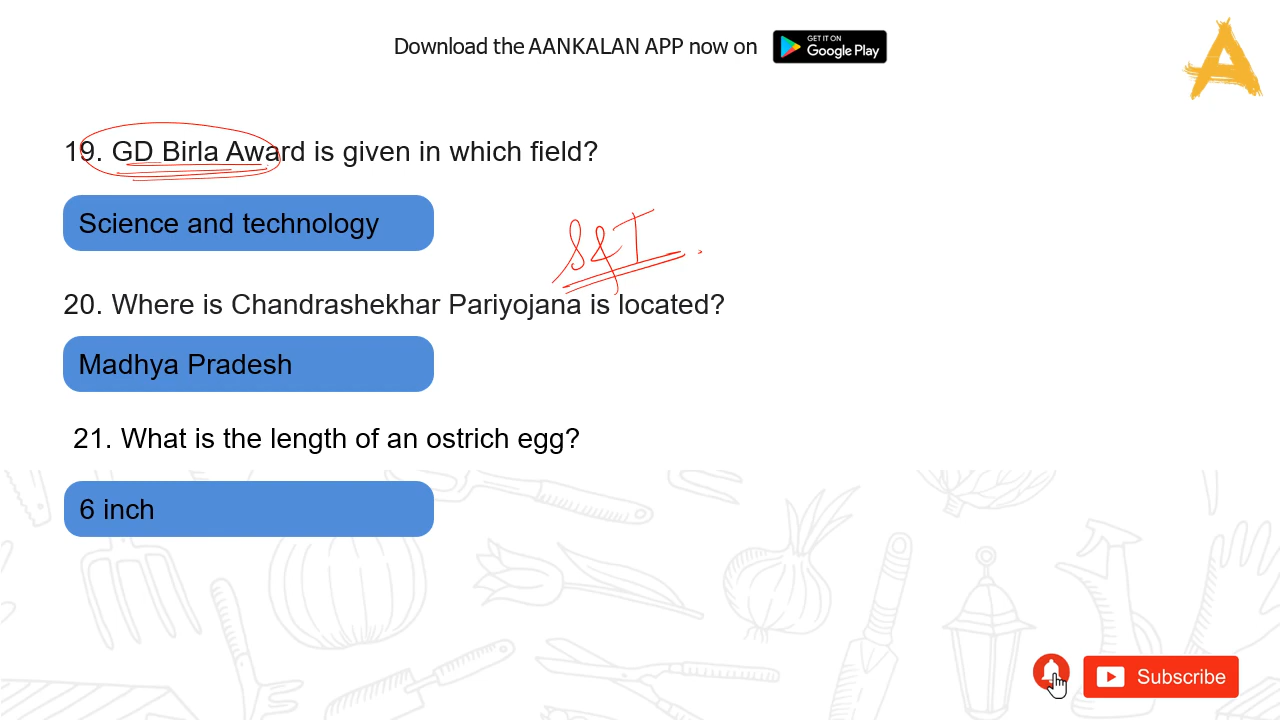 Download the AANKALAN APP now on
GET IT ON
Google Play
A
19. GD Birla Award is given in which field?
Science and technology
S&T
20. Where is Chandrashekhar Pariyojana is located?
Madhya Pradesh
21. What is the length of an ostrich egg?
6 inch
Subscribe